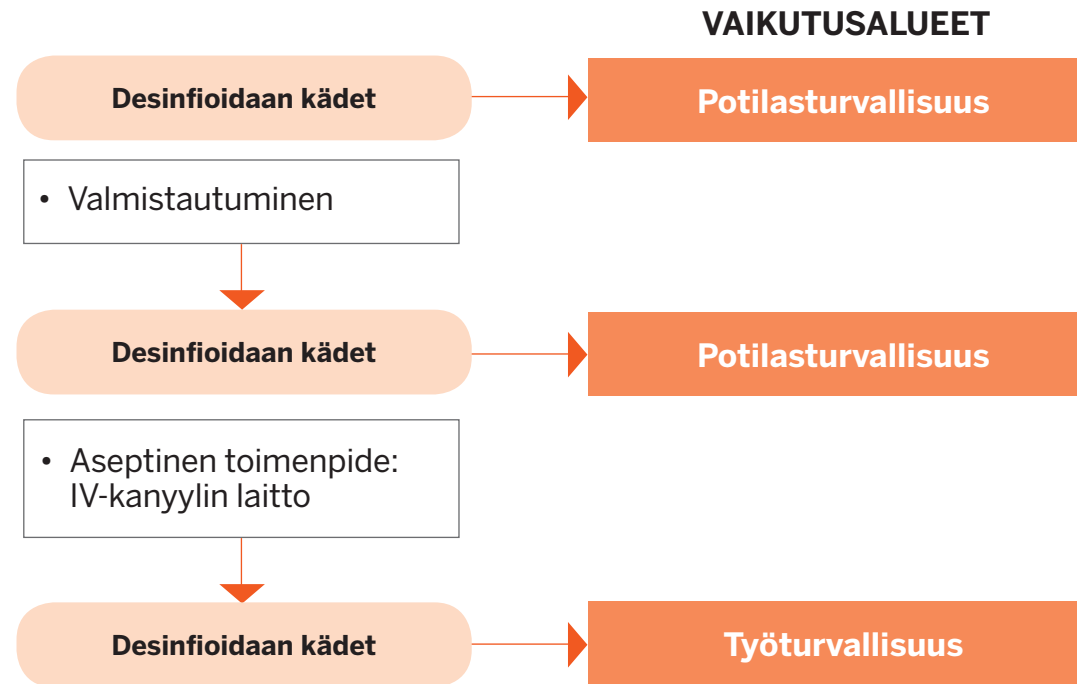 VAIKUTUSALUEET
Desinfioidaan kädet
Potilasturvallisuus
• Valmistautuminen
Desinfioidaan kädet
Potilasturvallisuus
• Aseptinen toimenpide:
IV-kanyylin laitto
Desinfioidaan kädet
Työturvallisuus